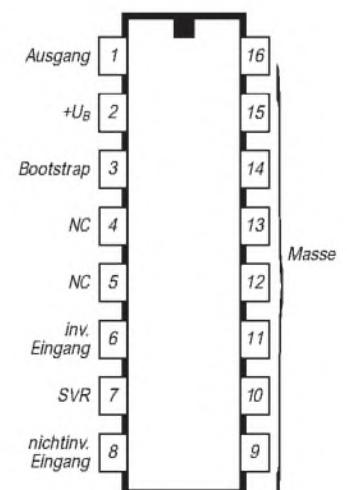 Ausgang 1 16
+UB 2 15
Bootstrap 3 14
NC 4 13
Masse
NC 5 12
inv.
Eingang 6 11
SVR 7 10
nichtinv.
Eingang 8 9